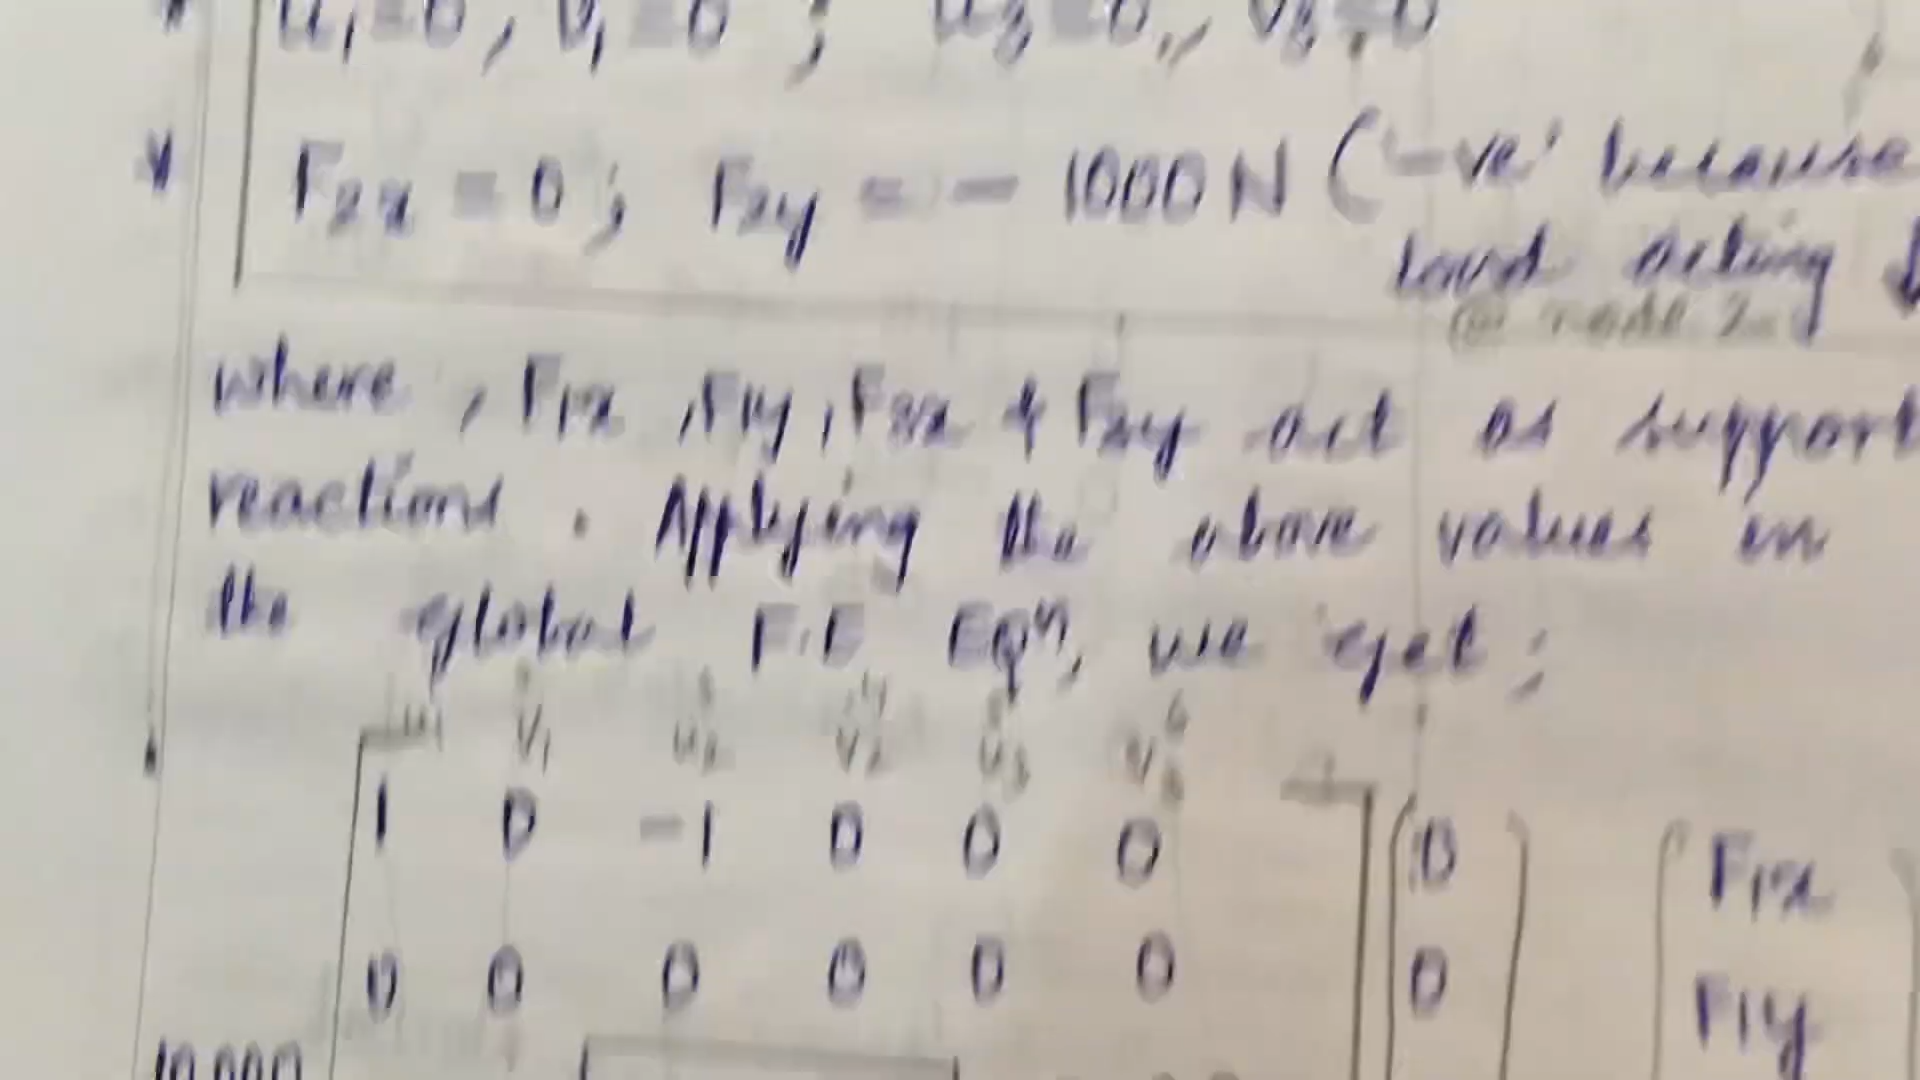 * u₁=0, v₁=0 ; u₃=0, v₃=0
* F₂ₓ = 0; F₂y = - 1000 N ('-ve' because
load acting ↓
@ node 2
where, F₁ₓ, F₁y, F₃ₓ & F₃y act as support
reactions. Applying the above values in
the global F.E EQⁿ, we get;
u₁ v₁ u₂ v₂ u₃ v₃
1 0 -1 0 0 0 0 F₁ₓ
0 0 0 0 0 0 0 F₁y
10,000